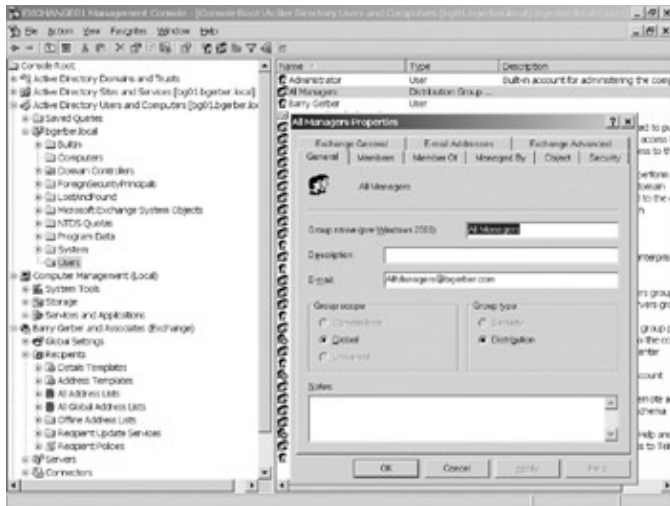 EXCHANGE01 Management Console - [Console Root\Active Directory Users and Computers [bg01.bgerber.local]\bgerber.local
File Action View Favorites Window Help
Console Root
Active Directory Domains and Trusts
Active Directory Sites and Services [bg01.bgerber.local]
Active Directory Users and Computers [bg01.bgerber.lo
Saved Queries
bgerber.local
Builtin
Computers
Domain Controllers
ForeignSecurityPrincipals
LostAndFound
Microsoft Exchange System Objects
NTDS Quotas
Program Data
System
Users
Computer Management (Local)
System Tools
Storage
Services and Applications
Barry Gerber and Associates (Exchange)
Global Settings
Recipients
Details Templates
Address Templates
All Address Lists
All Global Address Lists
Offline Address Lists
Recipient Update Services
Recipient Policies
Servers
Connectors
Name Type Description
Administrator User Built-in account for administering the comp
All Managers Distribution Group ...
Barry Gerber User
All Managers Properties
Exchange General E-mail Addresses Exchange Advanced
General Members Member Of Managed By Object Security
All Managers
Group name (pre-Windows 2000): All Managers
Description:
E-mail: AllManagers@bgerber.com
Group scope
Global
Universal
Group type
Security
Distribution
Notes:
OK Cancel Apply Help